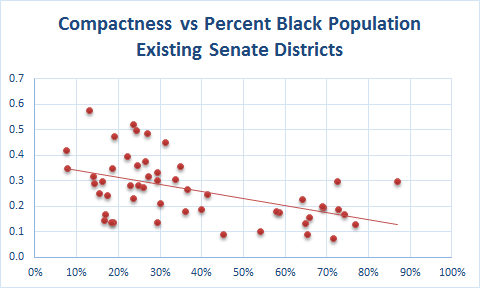 Compactness vs Percent Black Population
Existing Senate Districts
0.7
0.6
0.5
0.4
0.3
0.2
0.1
0.0
0% 10% 20% 30% 40% 50% 60% 70% 80% 90% 100%